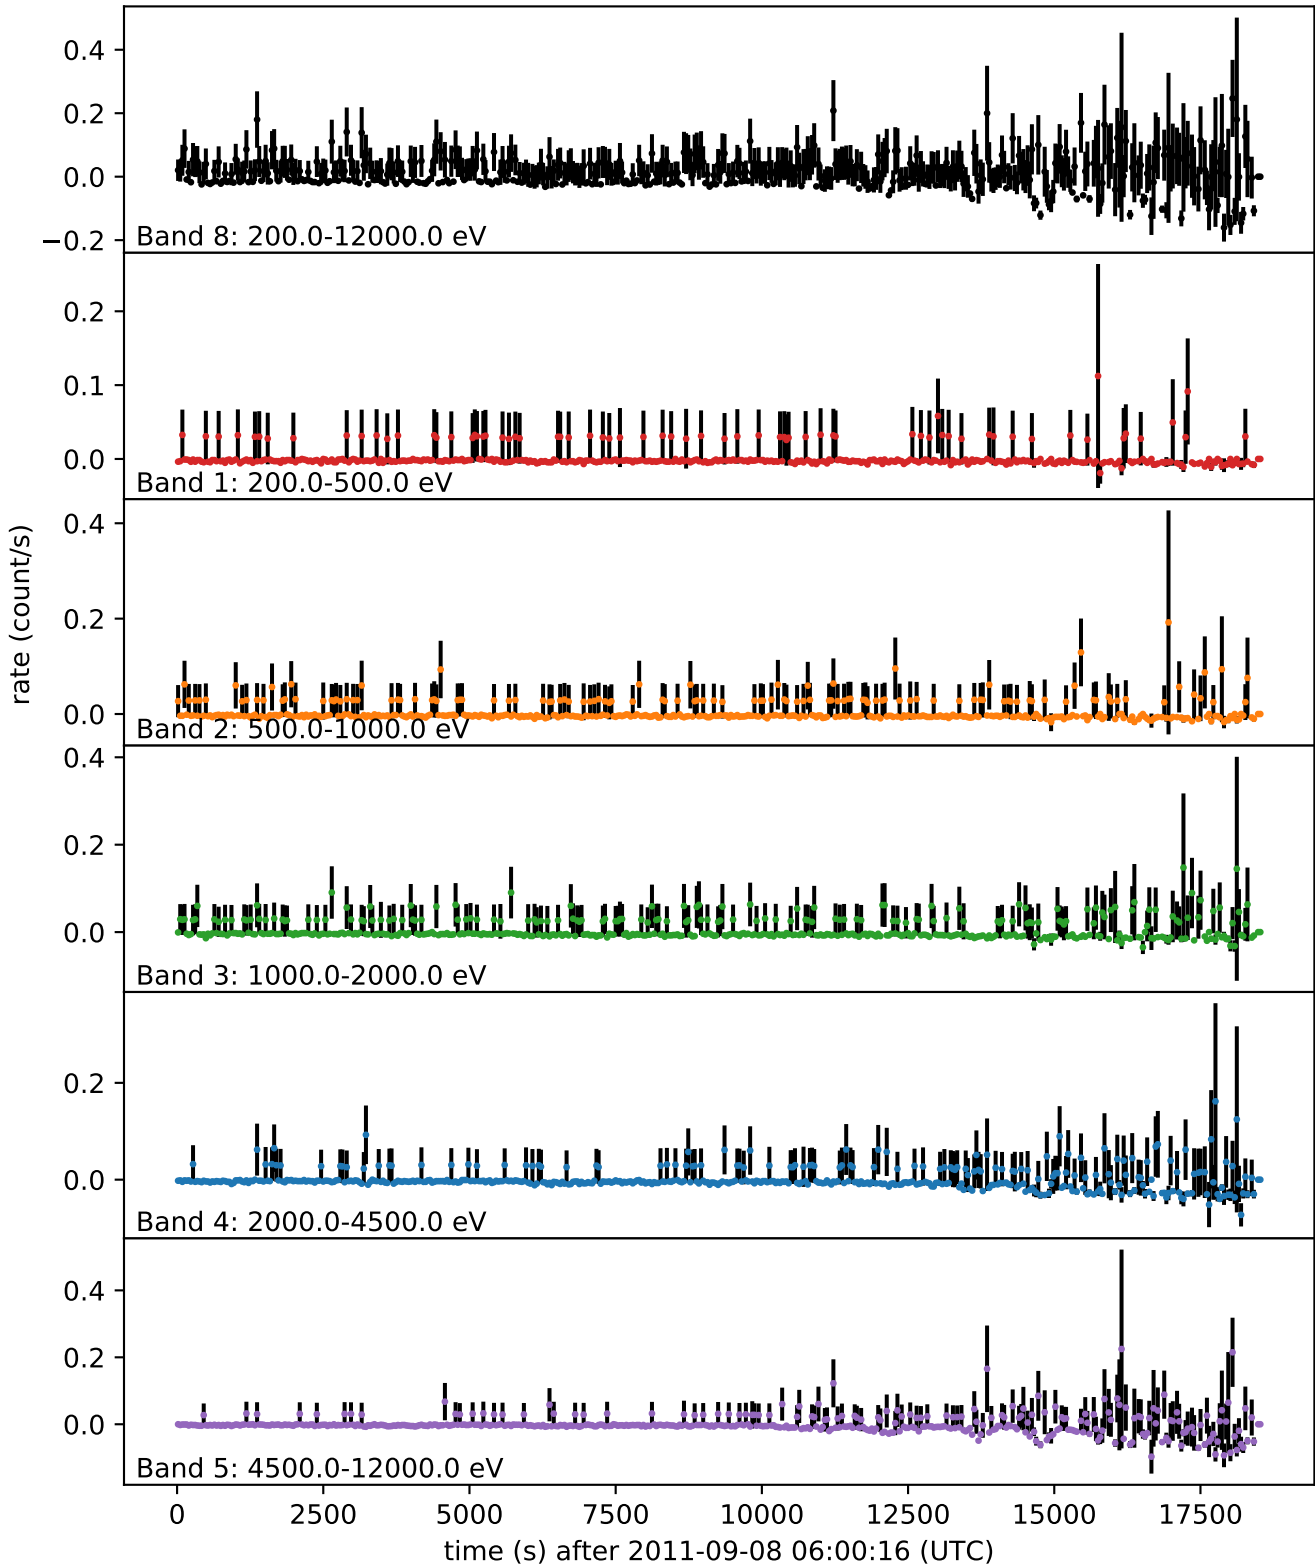 0.4
0.2
0.0
−0.2
Band 8: 200.0-12000.0 eV
0.2
0.1
0.0
Band 1: 200.0-500.0 eV
rate (count/s)
0.4
0.2
0.0
Band 2: 500.0-1000.0 eV
0.4
0.2
0.0
Band 3: 1000.0-2000.0 eV
0.2
0.0
Band 4: 2000.0-4500.0 eV
0.4
0.2
0.0
Band 5: 4500.0-12000.0 eV
0 2500 5000 7500 10000 12500 15000 17500
time (s) after 2011-09-08 06:00:16 (UTC)